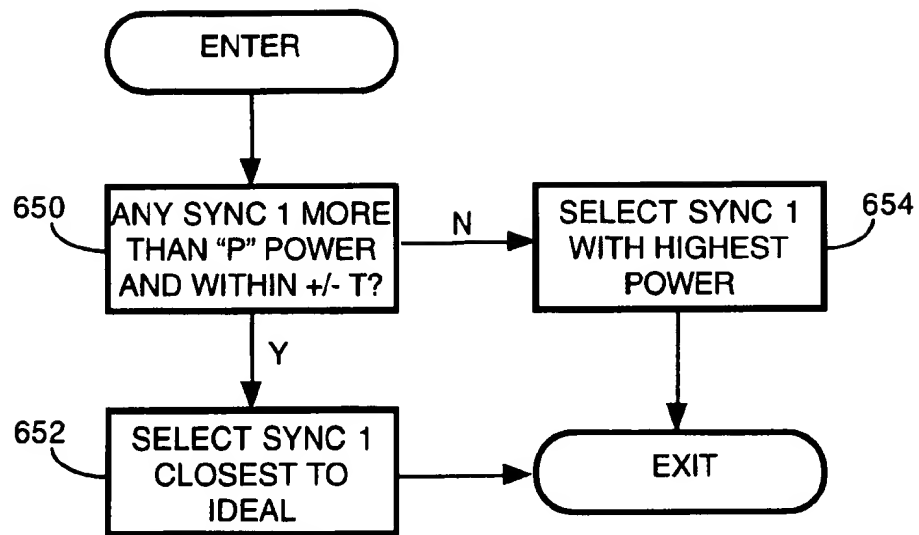 ENTER
650
ANY SYNC 1 MORE
THAN "P" POWER
AND WITHIN +/- T?
N
SELECT SYNC 1
WITH HIGHEST
POWER
654
Y
652
SELECT SYNC 1
CLOSEST TO
IDEAL
EXIT